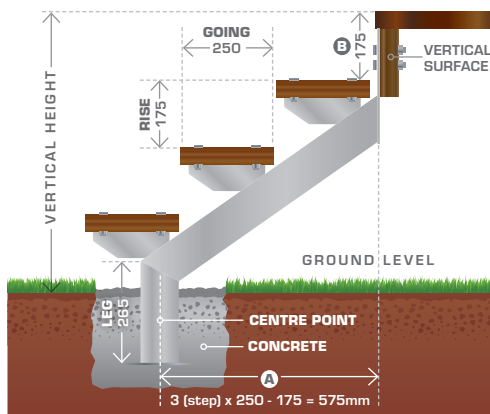 GOING
250
B
175
VERTICAL
SURFACE
RISE
175
VERTICAL HEIGHT
GROUND LEVEL
LEG
265
CENTRE POINT
CONCRETE
A
3 (step) x 250 - 175 = 575mm